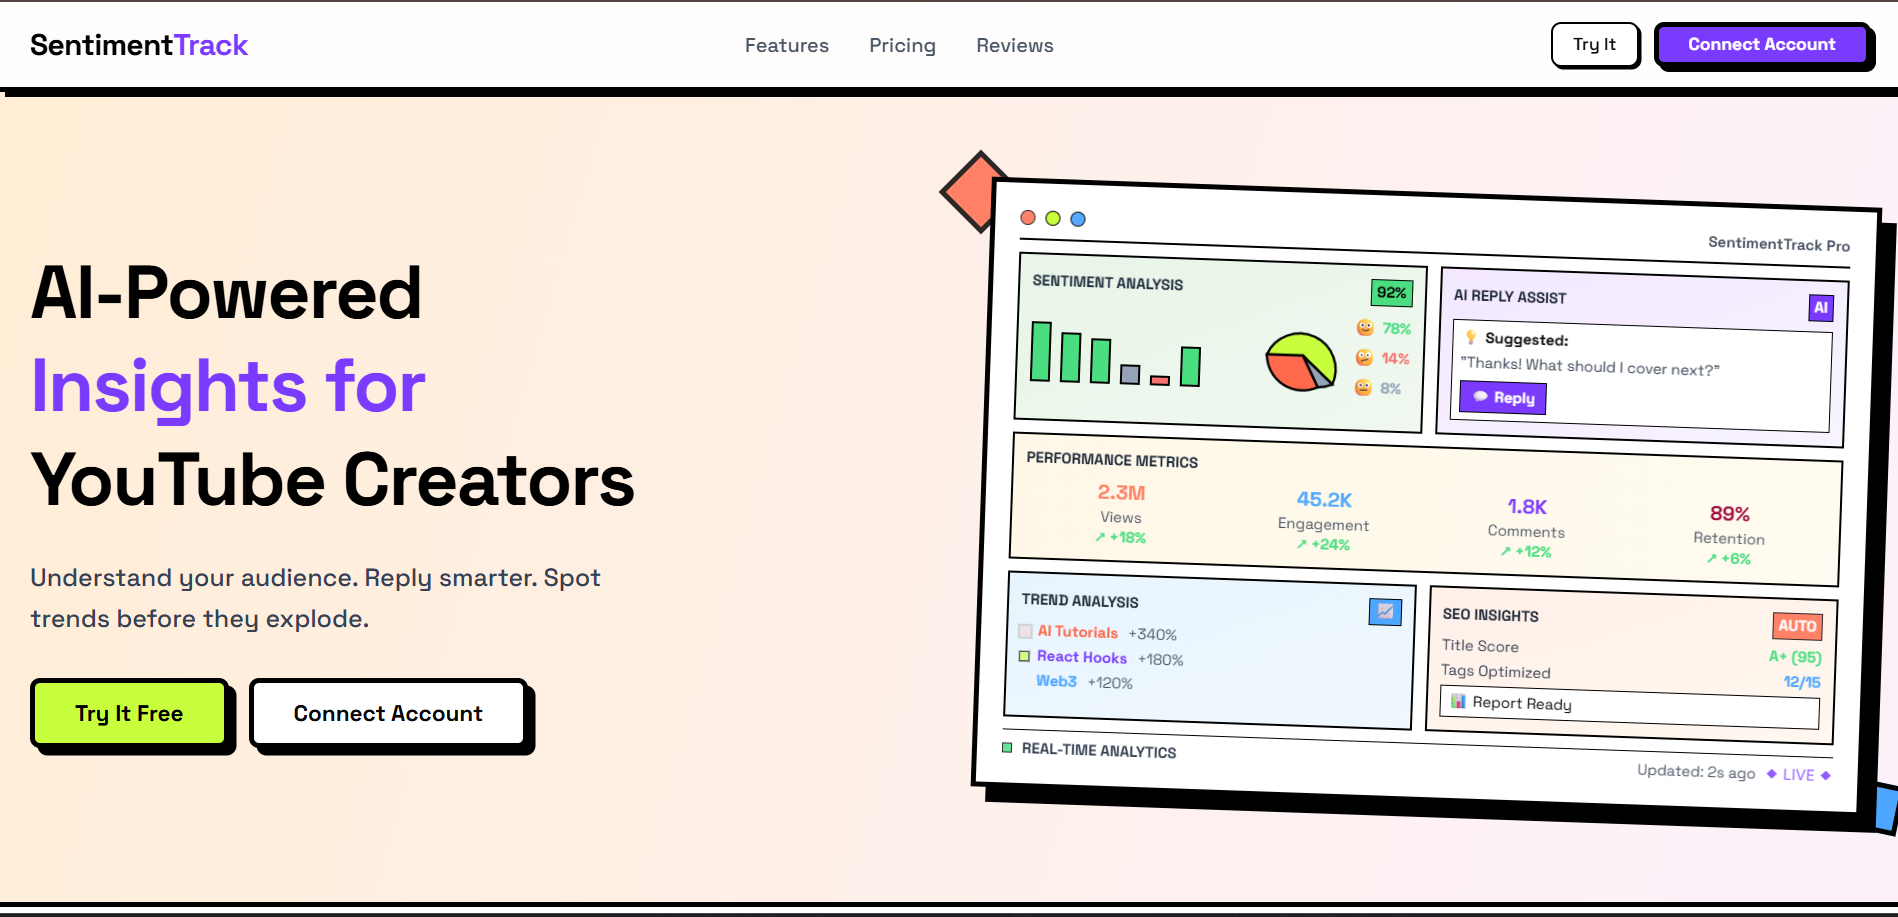 SentimentTrack
Features
Pricing
Reviews
Try It
Connect Account
AI-Powered
Insights for
YouTube Creators
Understand your audience. Reply smarter. Spot
trends before they explode.
Try It Free
Connect Account
SentimentTrack Pro
SENTIMENT ANALYSIS
92%
78%
14%
8%
AI REPLY ASSIST
AI
Suggested:
"Thanks! What should I cover next?"
Reply
PERFORMANCE METRICS
2.3M
Views
↗ +18%
45.2K
Engagement
↗ +24%
1.8K
Comments
↗ +12%
89%
Retention
↗ +6%
TREND ANALYSIS
AI Tutorials +340%
React Hooks +180%
Web3 +120%
SEO INSIGHTS
AUTO
Title Score
A+ (95)
Tags Optimized
12/15
Report Ready
REAL-TIME ANALYTICS
Updated: 2s ago
◆ LIVE ◆